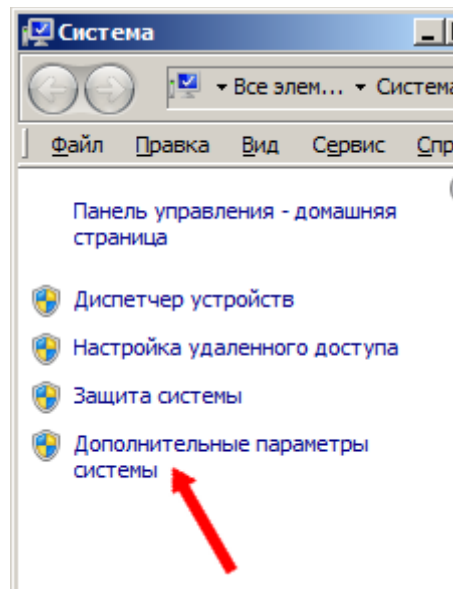 Система
Все элем... Система
Файл Правка Вид Сервис Спр
Панель управления - домашняя
страница
Диспетчер устройств
Настройка удаленного доступа
Защита системы
Дополнительные параметры
системы